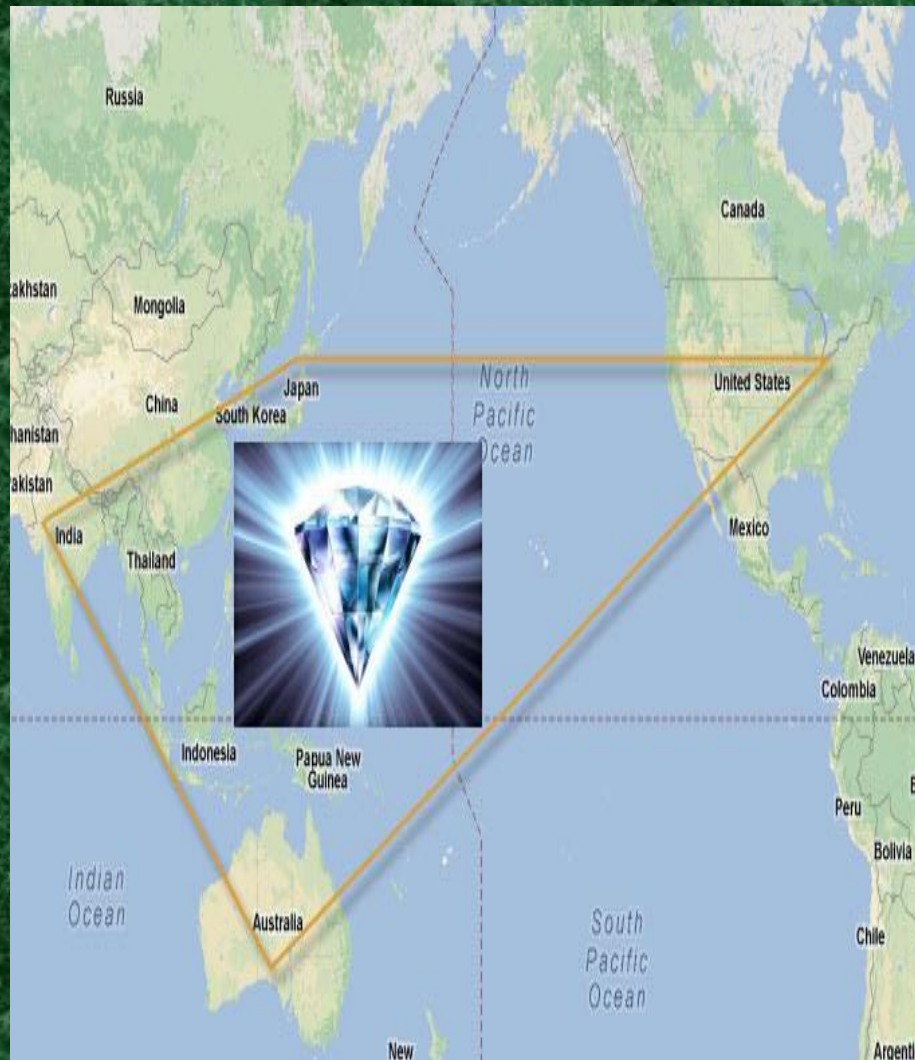 Russia
Canada
akhstan
Mongolia
North
Pacific
Ocean
United States
Japan
China
South Korea
hanistan
akistan
India
Thailand
Mexico
Venezuela
Colombia
Indonesia
Papua New
Guinea
Peru
Bolivia
Indian
Ocean
Australia
South
Pacific
Ocean
Chile
New
Argenti